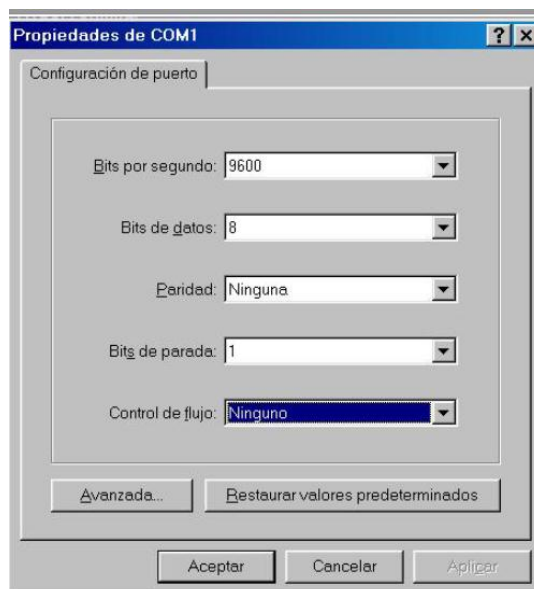 Propiedades de COM1
Configuración de puerto
Bits por segundo: 9600
Bits de datos: 8
Paridad: Ninguna
Bits de parada: 1
Control de flujo: Ninguno
Avanzada... Restaurar valores predeterminados
Aceptar Cancelar Aplicar